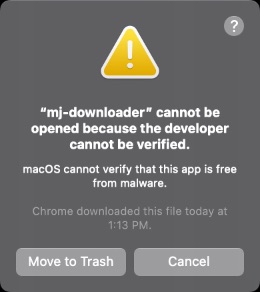 ?
“mj-downloader” cannot be
opened because the developer
cannot be verified.
macOS cannot verify that this app is free
from malware.
Chrome downloaded this file today at
1:13 PM.
Move to Trash
Cancel